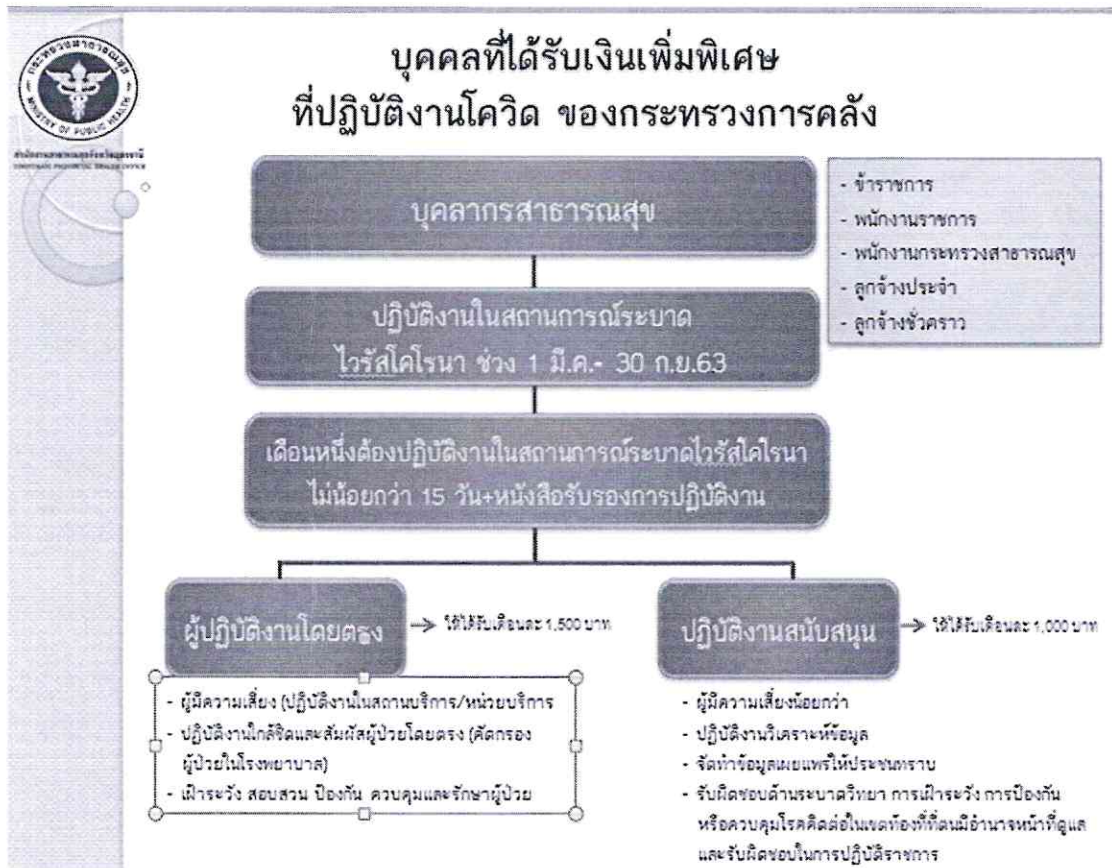 กระทรวงสาธารณสุข
MINISTRY OF PUBLIC HEALTH
บุคคลที่ได้รับเงินเพิ่มพิเศษ
ที่ปฏิบัติงานโควิด ของกระทรวงการคลัง
บุคลากรสาธารณสุข
- ข้าราชการ
- พนักงานราชการ
- พนักงานกระทรวงสาธารณสุข
- ลูกจ้างประจำ
- ลูกจ้างชั่วคราว
ปฏิบัติงานในสถานการณ์ระบาด
ไวรัสโคโรนา ช่วง 1 มี.ค.- 30 ก.ย.63
เดือนหนึ่งต้องปฏิบัติงานในสถานการณ์ระบาดไวรัสโคโรนา
ไม่น้อยกว่า 15 วัน+หนังสือรับรองการปฏิบัติงาน
ผู้ปฏิบัติงานโดยตรง
ให้ได้รับเดือนละ 1,500 บาท
- ผู้มีความเสี่ยง (ปฏิบัติงานในสถานบริการ/หน่วยบริการ
- ปฏิบัติงานใกล้ชิดและสัมผัสผู้ป่วยโดยตรง (คัดกรอง
ผู้ป่วยในโรงพยาบาล)
- เฝ้าระวัง สอบสวน ป้องกัน ควบคุมและรักษาผู้ป่วย
ปฏิบัติงานสนับสนุน
ให้ได้รับเดือนละ 1,000 บาท
- ผู้มีความเสี่ยงน้อยกว่า
- ปฏิบัติงานวิเคราะห์ข้อมูล
- จัดทำข้อมูลเผยแพร่ให้ประชนทราบ
- รับผิดชอบด้านระบาดวิทยา การเฝ้าระวัง การป้องกัน
หรือควบคุมโรคติดต่อในเขตท้องที่ที่ตนมีอำนาจหน้าที่ดูแล
และรับผิดชอบในการปฏิบัติราชการ